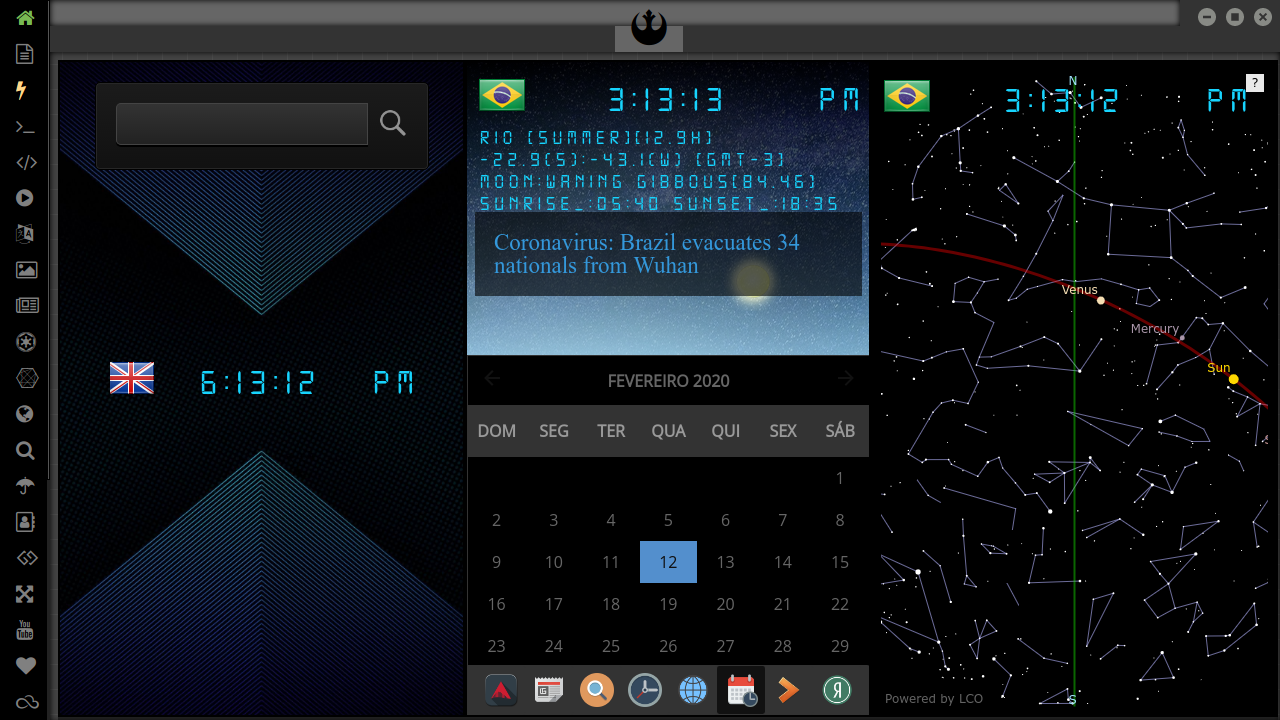 6:13:12 PM
3:13:13 PM
RIO [SUMMER][12.9H]
-22.9(S):-43.1(W) [GMT-3]
MOON:WANING GIBBOUS[84.46]
SUNRISE_:05:40 SUNSET_:18:35
Coronavirus: Brazil evacuates 34
nationals from Wuhan
FEVEREIRO 2020
DOM SEG TER QUA QUI SEX SÁB
1
2 3 4 5 6 7 8
9 10 11 12 13 14 15
16 17 18 19 20 21 22
23 24 25 26 27 28 29
N
?
3:13:12 PM
Venus
Mercury
Sun
Powered by LCO
S
You
Tube
Я